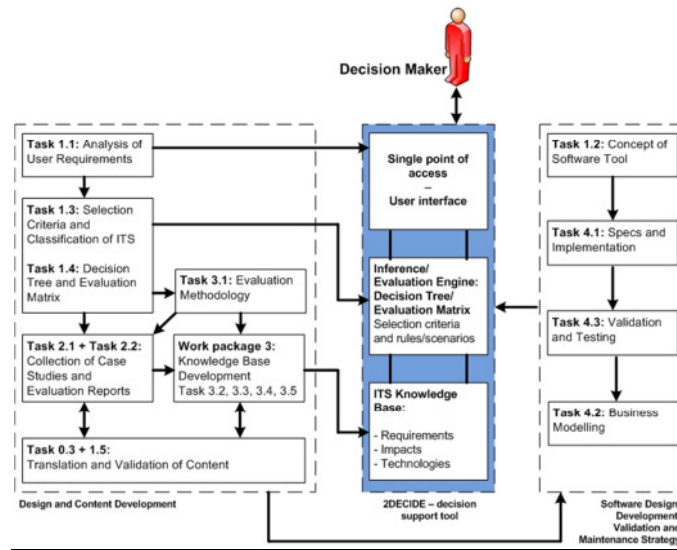 Decision Maker
Task 1.1: Analysis of
User Requirements
Task 1.3: Selection
Criteria and
Classification of ITS
Task 1.4: Decision
Tree and Evaluation
Matrix
Task 3.1: Evaluation
Methodology
Task 2.1 + Task 2.2:
Collection of Case
Studies and
Evaluation Reports
Work package 3:
Knowledge Base
Development
Task 3.2, 3.3, 3.4, 3.5
Task 0.3 + 1.5:
Translation and Validation of Content
Design and Content Development
Single point of
access
–
User interface
Inference/
Evaluation Engine:
Decision Tree/
Evaluation Matrix
Selection criteria
and rules/scenarios
ITS Knowledge
Base:
- Requirements
- Impacts
- Technologies
2DECIDE – decision
support tool
Task 1.2: Concept of
Software Tool
Task 4.1: Specs and
Implementation
Task 4.3: Validation
and Testing
Task 4.2: Business
Modelling
Software Design
Development
Validation and
Maintenance Strategy